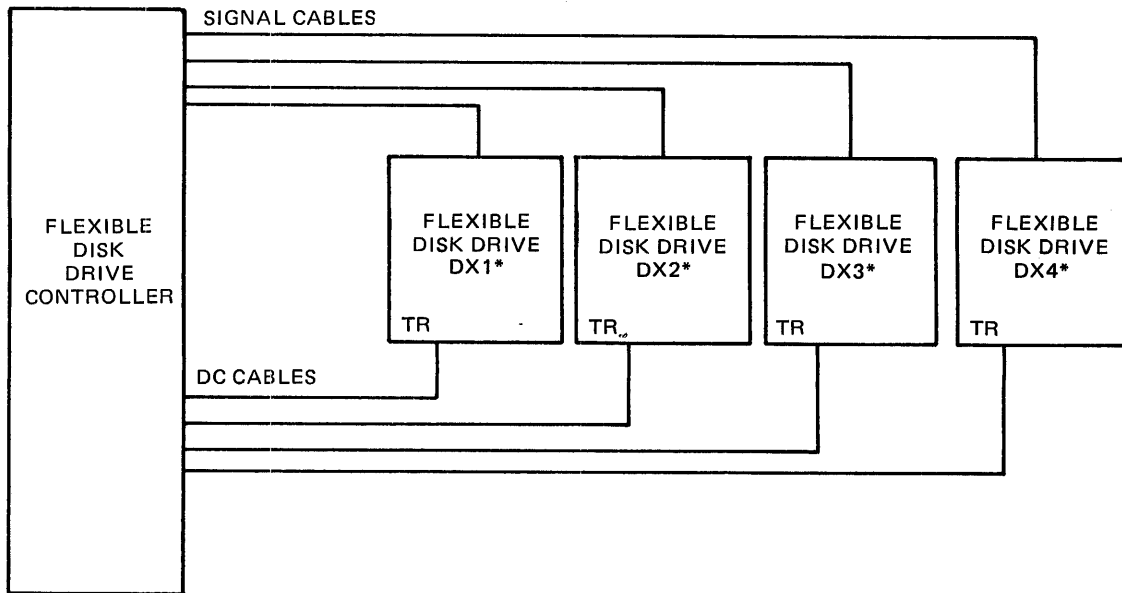 SIGNAL CABLES
FLEXIBLE
DISK
DRIVE
CONTROLLER
FLEXIBLE
DISK DRIVE
DX1*
TR
FLEXIBLE
DISK DRIVE
DX2*
TR
FLEXIBLE
DISK DRIVE
DX3*
TR
FLEXIBLE
DISK DRIVE
DX4*
TR
DC CABLES